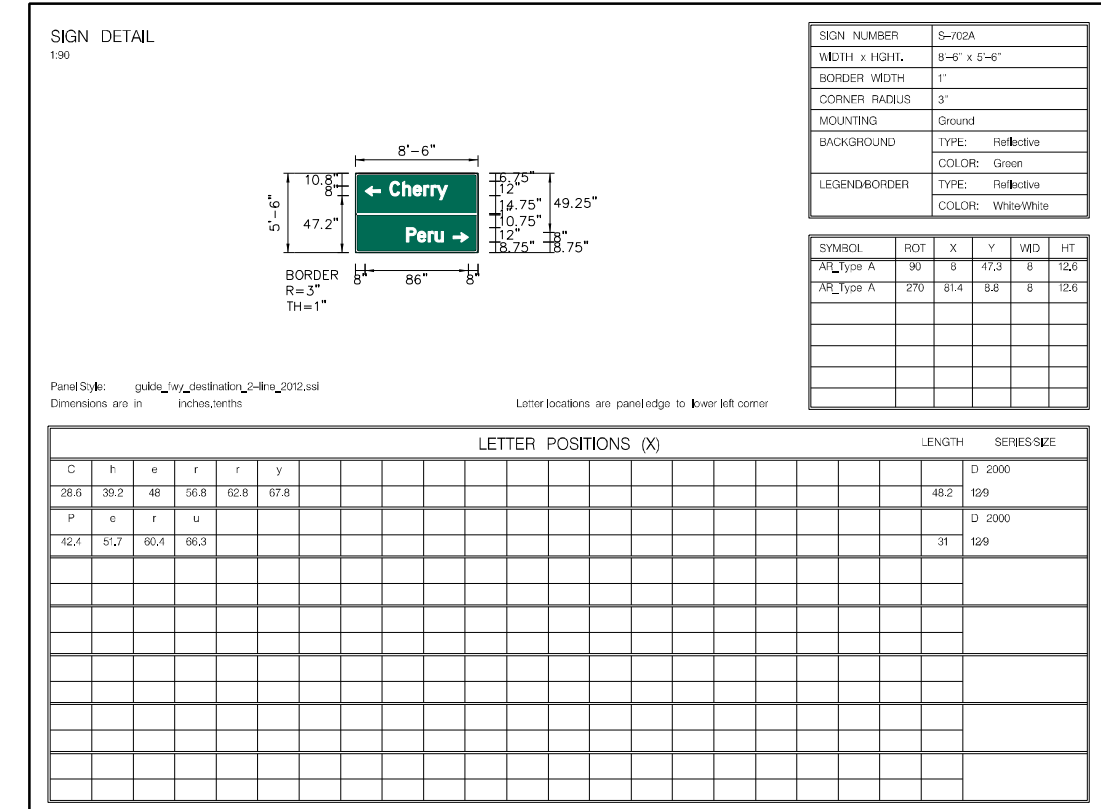 SIGN DETAIL
1:90
SIGN NUMBER S-702A
WIDTH x HGHT. 8'-6" x 5'-6"
BORDER WIDTH 1"
CORNER RADIUS 3"
MOUNTING Ground
BACKGROUND TYPE: Reflective
COLOR: Green
LEGEND/BORDER TYPE: Reflective
COLOR: White/White
8'-6"
10.8"
8"
47.2"
5'-6"
← Cherry
Peru →
6.75"
12"
14.75"
1"
10.75"
12"
8.75"
49.25"
8"
8.75"
8" 86" 8"
BORDER
R=3"
TH=1"
SYMBOL ROT X Y WID HT
AR_Type A 90 8 47.3 8 12.6
AR_Type A 270 81.4 8.8 8 12.6
Panel Style: guide_fwy_destination_2-line_2012.ssi
Dimensions are in inches.tenths Letter locations are panel edge to lower left corner
LETTER POSITIONS (X) LENGTH SERIES/SIZE
C h e r r y D 2000
28.6 39.2 48 56.8 62.8 67.8 48.2 12/9
P e r u D 2000
42.4 51.7 60.4 66.3 31 12/9